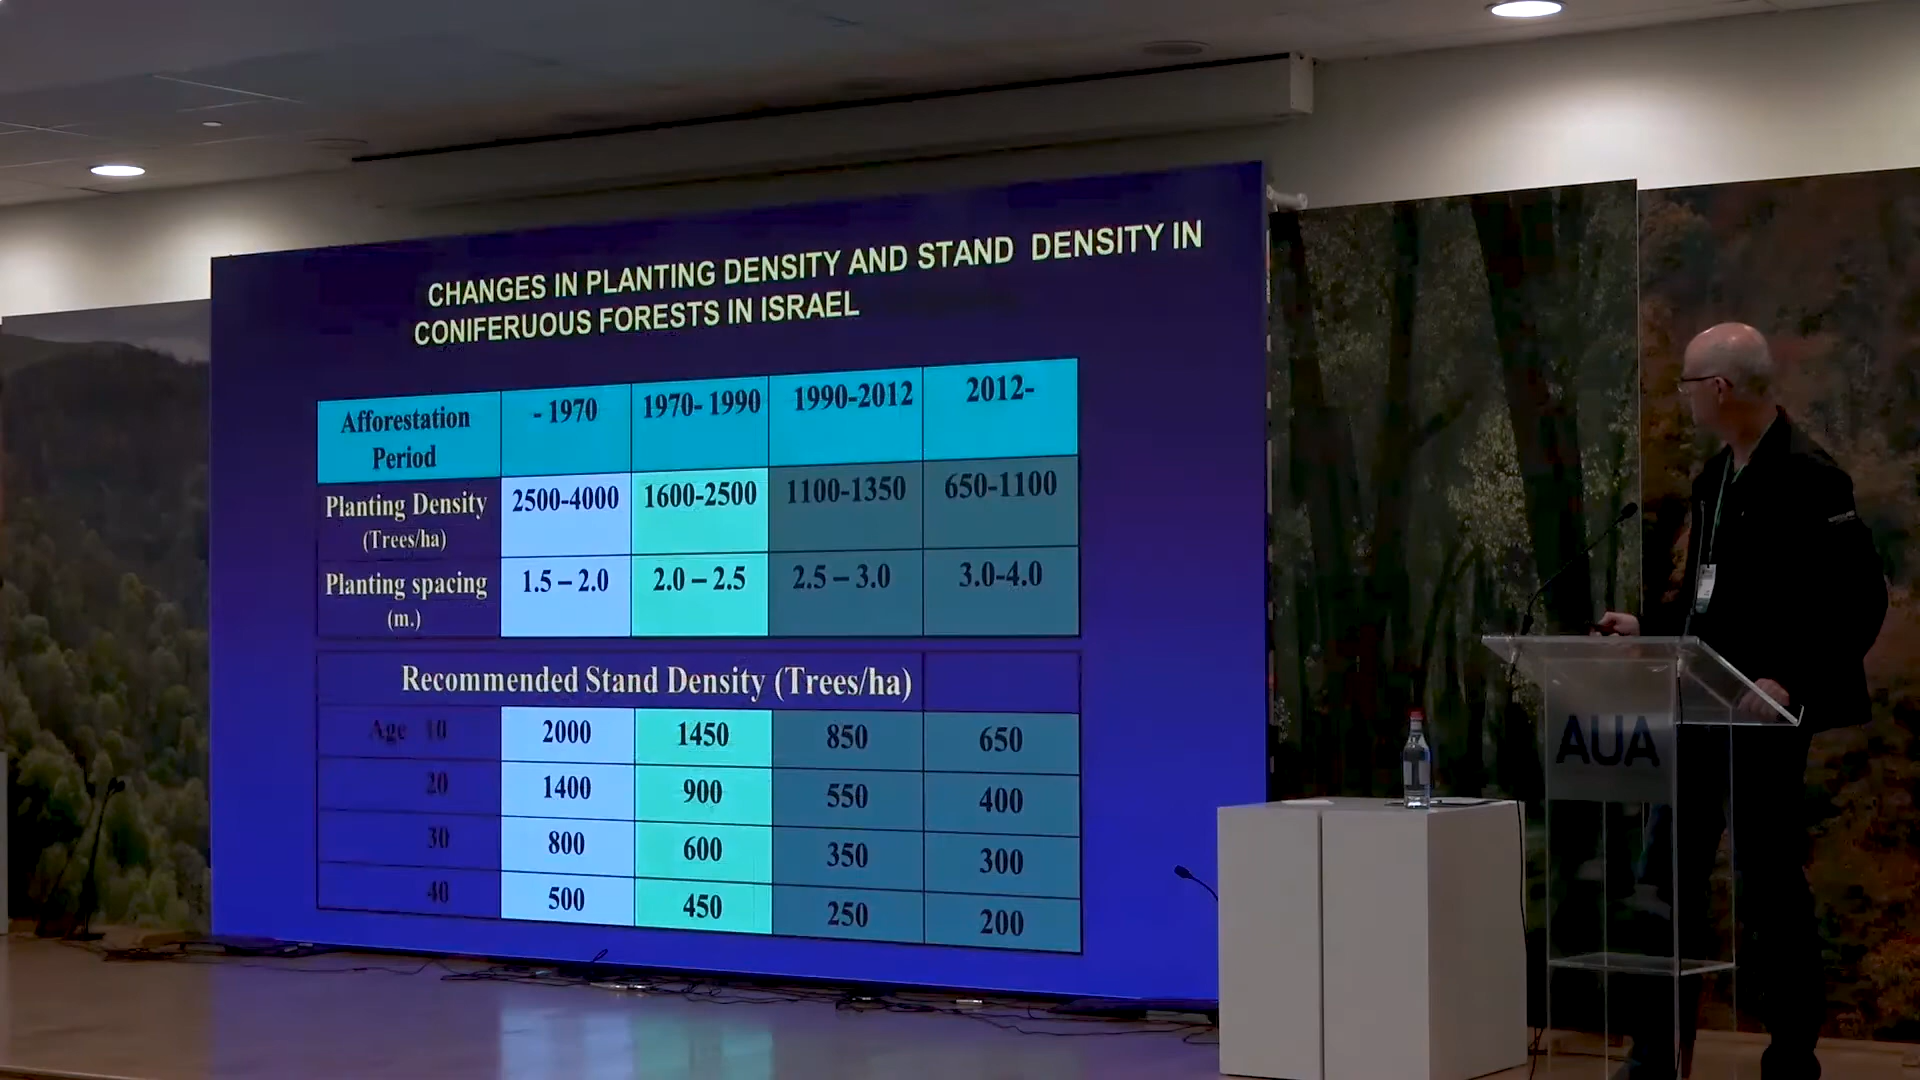 CHANGES IN PLANTING DENSITY AND STAND DENSITY IN
CONIFERUOUS FORESTS IN ISRAEL
Afforestation Period - 1970 1970- 1990 1990-2012 2012-
Planting Density (Trees/ha) 2500-4000 1600-2500 1100-1350 650-1100
Planting spacing (m.) 1.5 – 2.0 2.0 – 2.5 2.5 – 3.0 3.0-4.0
Recommended Stand Density (Trees/ha)
Age 10 2000 1450 850 650
20 1400 900 550 400
30 800 600 350 300
40 500 450 250 200
AUA